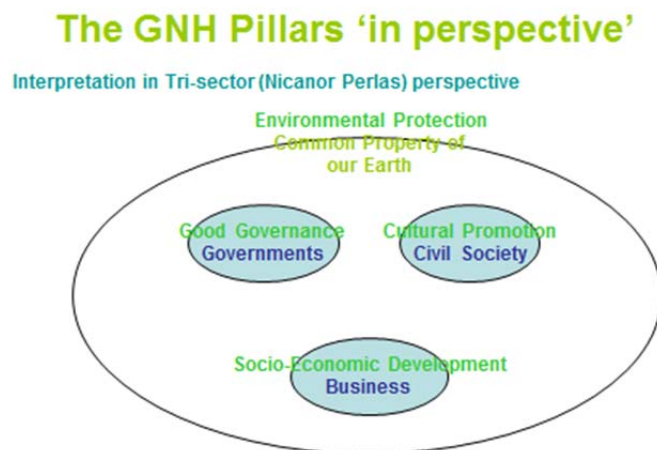 The GNH Pillars ‘in perspective’
Interpretation in Tri-sector (Nicanor Perlas) perspective
Environmental Protection
Common Property of
our Earth
Good Governance
Governments
Cultural Promotion
Civil Society
Socio-Economic Development
Business